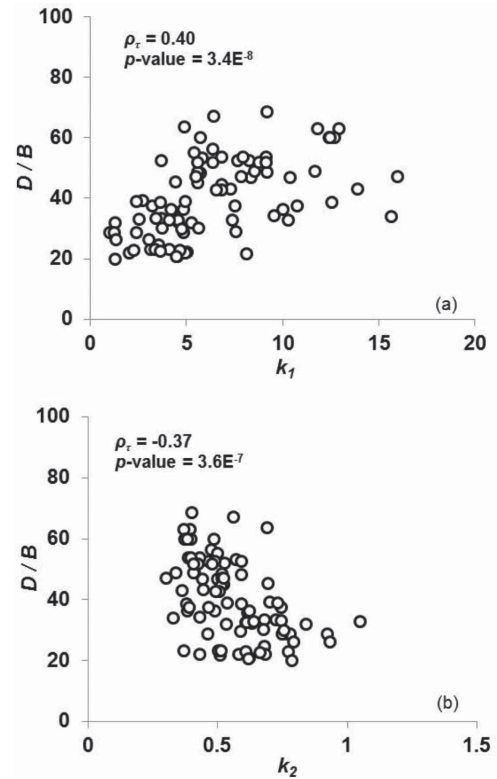 100
ρτ = 0.40
p-value = 3.4E-8
80
60
D / B
40
20
(a)
0
0 5 10 15 20
k1
100
ρτ = -0.37
p-value = 3.6E-7
80
60
D / B
40
20
(b)
0
0 0.5 1 1.5
k2